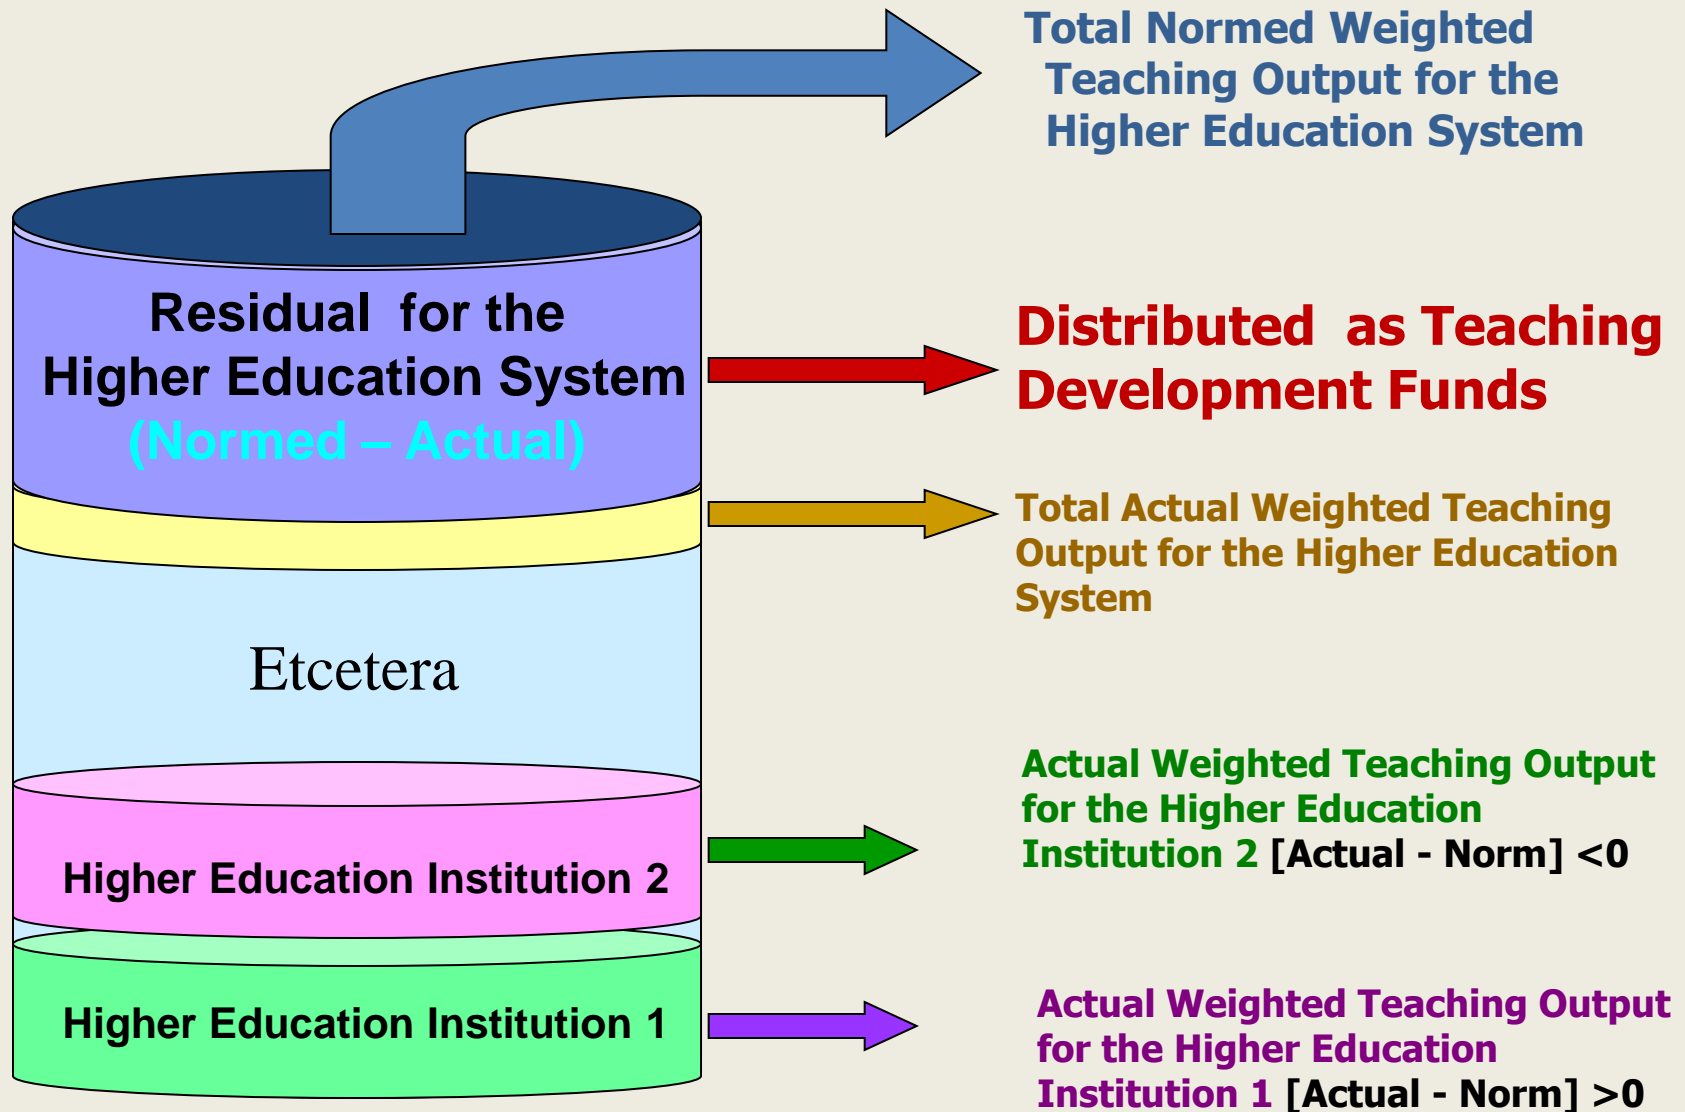 Total Normed Weighted
Teaching Output for the
Higher Education System
Residual for the
Higher Education System
(Normed – Actual)
Distributed as Teaching
Development Funds
Total Actual Weighted Teaching
Output for the Higher Education
System
Etcetera
Actual Weighted Teaching Output
for the Higher Education
Institution 2 [Actual - Norm] <0
Higher Education Institution 2
Actual Weighted Teaching Output
for the Higher Education
Institution 1 [Actual - Norm] >0
Higher Education Institution 1